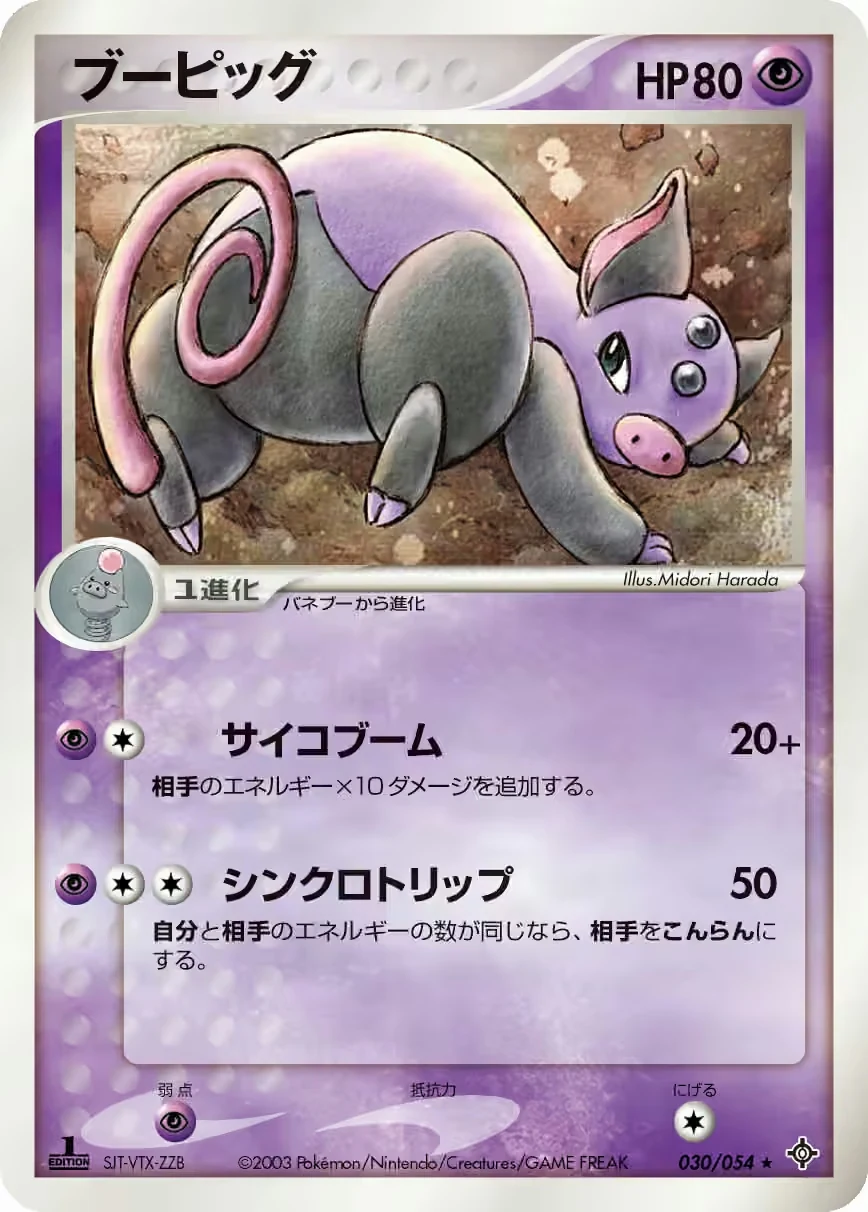 ブーピッグ
HP80
Illus.Midori Harada
1進化
バネブーから進化
サイコブーム 20+
相手のエネルギー×10ダメージを追加する。
シンクロトリップ 50
自分と相手のエネルギーの数が同じなら、相手をこんらんに
する。
弱点 抵抗力 にげる
1 EDITION SJT-VTX-ZZB ©2003 Pokémon/Nintendo/Creatures/GAME FREAK 030/054 ★